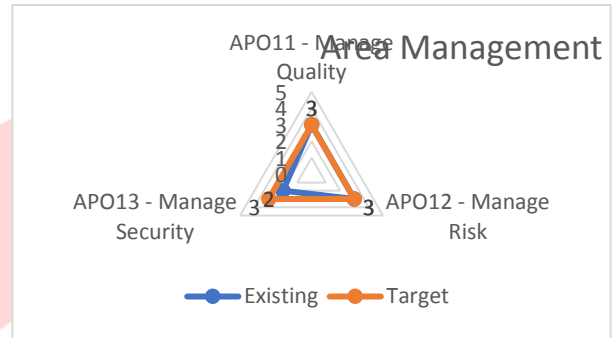 Area Management
APO11 - Manage
Quality
5
4
3
2
1
0
3
3
2
3
APO13 - Manage
Security
APO12 - Manage
Risk
Existing
Target